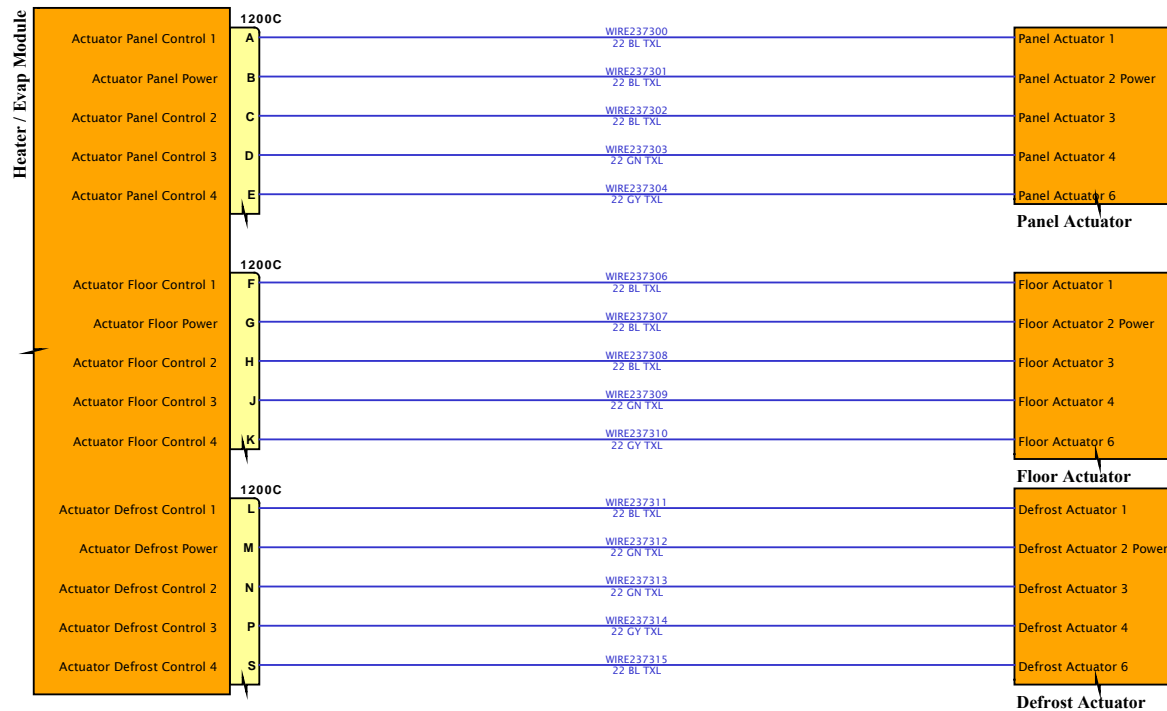 Heater / Evap Module
1200C
Actuator Panel Control 1 A WIRE237300 22 BL TXL Panel Actuator 1
Actuator Panel Power B WIRE237301 22 BL TXL Panel Actuator 2 Power
Actuator Panel Control 2 C WIRE237302 22 BL TXL Panel Actuator 3
Actuator Panel Control 3 D WIRE237303 22 GN TXL Panel Actuator 4
Actuator Panel Control 4 E WIRE237304 22 GY TXL Panel Actuator 6
Panel Actuator
1200C
Actuator Floor Control 1 F WIRE237306 22 BL TXL Floor Actuator 1
Actuator Floor Power G WIRE237307 22 BL TXL Floor Actuator 2 Power
Actuator Floor Control 2 H WIRE237308 22 BL TXL Floor Actuator 3
Actuator Floor Control 3 J WIRE237309 22 GN TXL Floor Actuator 4
Actuator Floor Control 4 K WIRE237310 22 GY TXL Floor Actuator 6
Floor Actuator
1200C
Actuator Defrost Control 1 L WIRE237311 22 BL TXL Defrost Actuator 1
Actuator Defrost Power M WIRE237312 22 GN TXL Defrost Actuator 2 Power
Actuator Defrost Control 2 N WIRE237313 22 GN TXL Defrost Actuator 3
Actuator Defrost Control 3 P WIRE237314 22 GY TXL Defrost Actuator 4
Actuator Defrost Control 4 S WIRE237315 22 BL TXL Defrost Actuator 6
Defrost Actuator